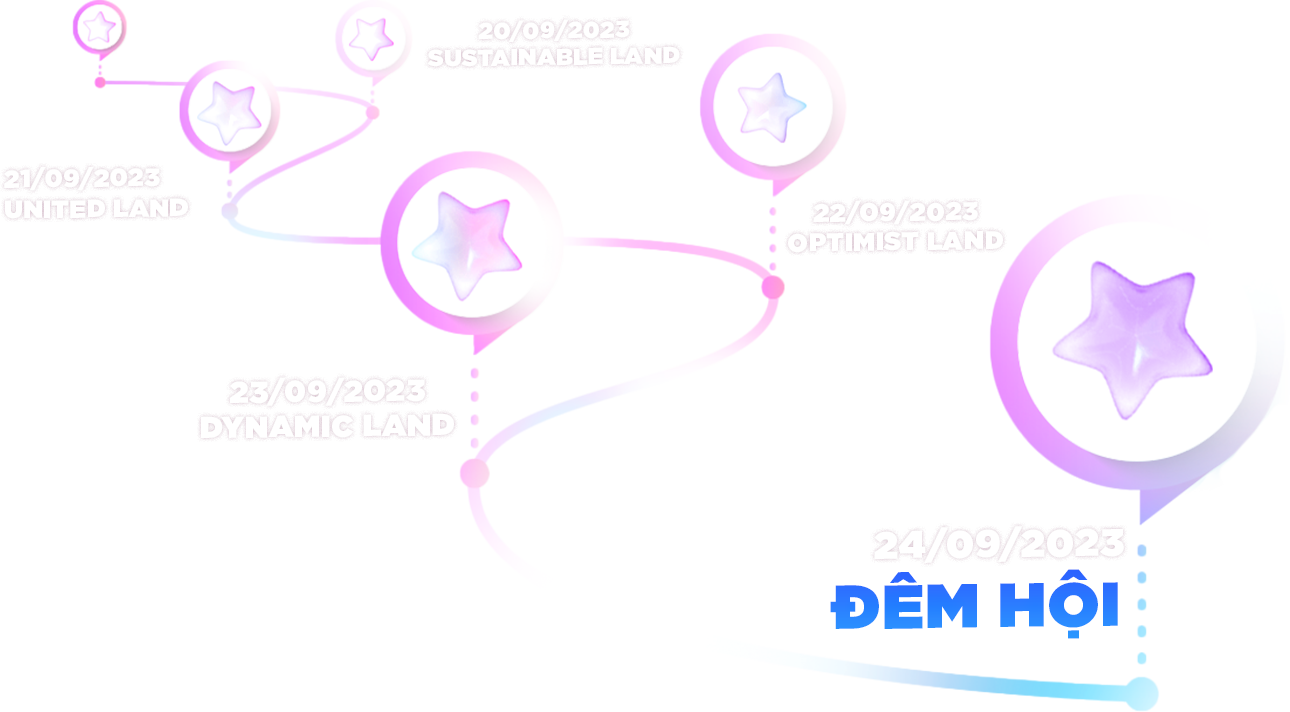 20/09/2023
SUSTAINABLE LAND
21/09/2023
UNITED LAND
22/09/2023
OPTIMIST LAND
23/09/2023
DYNAMIC LAND
24/09/2023
ĐÊM HỘI